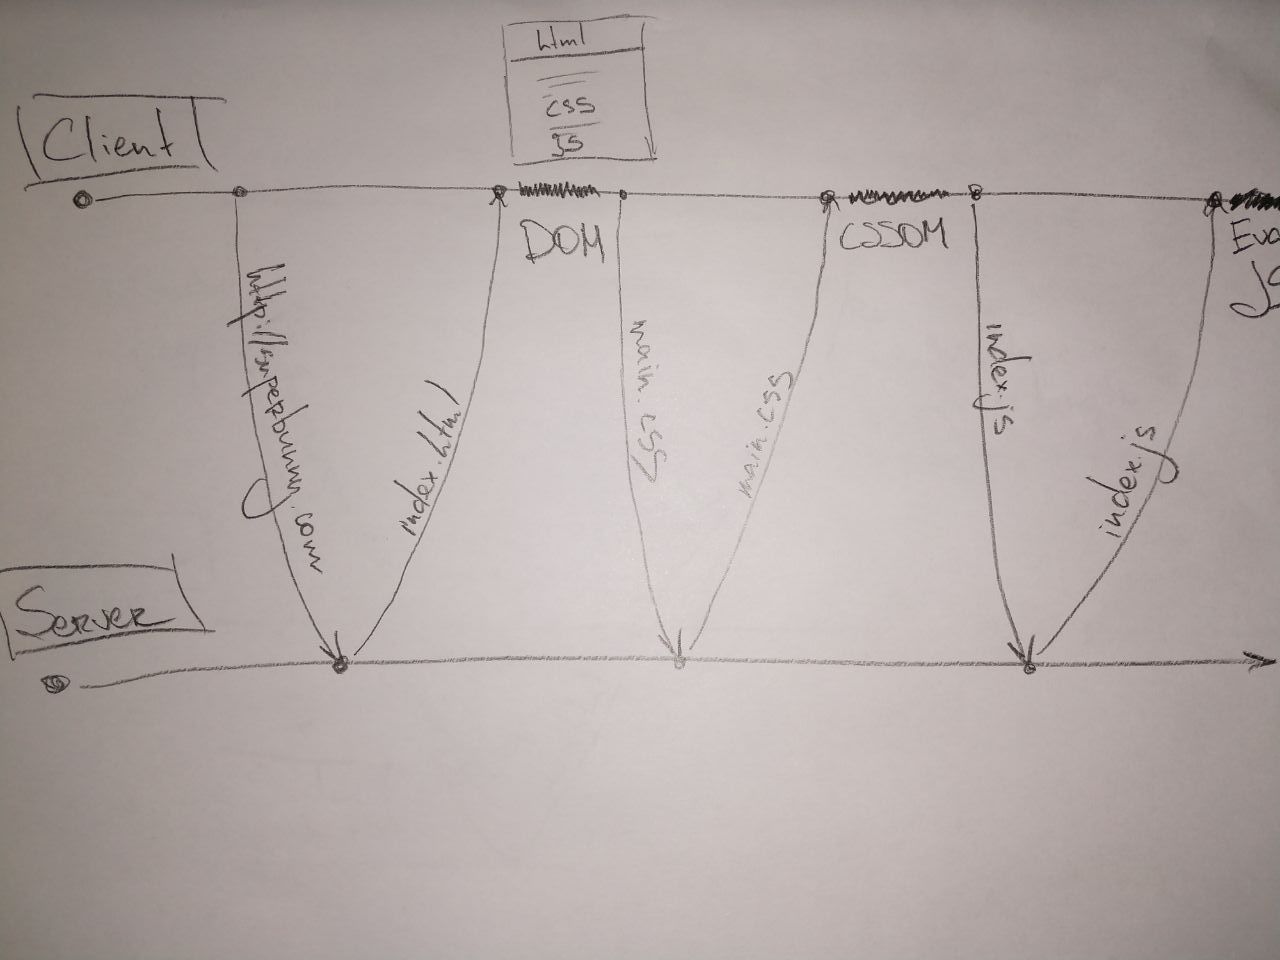 html
css
JS
Client
DOM
CSSOM
Eva
JS
http://superbunny.com
index.html
main.css
main.css
index.js
index.js
Server